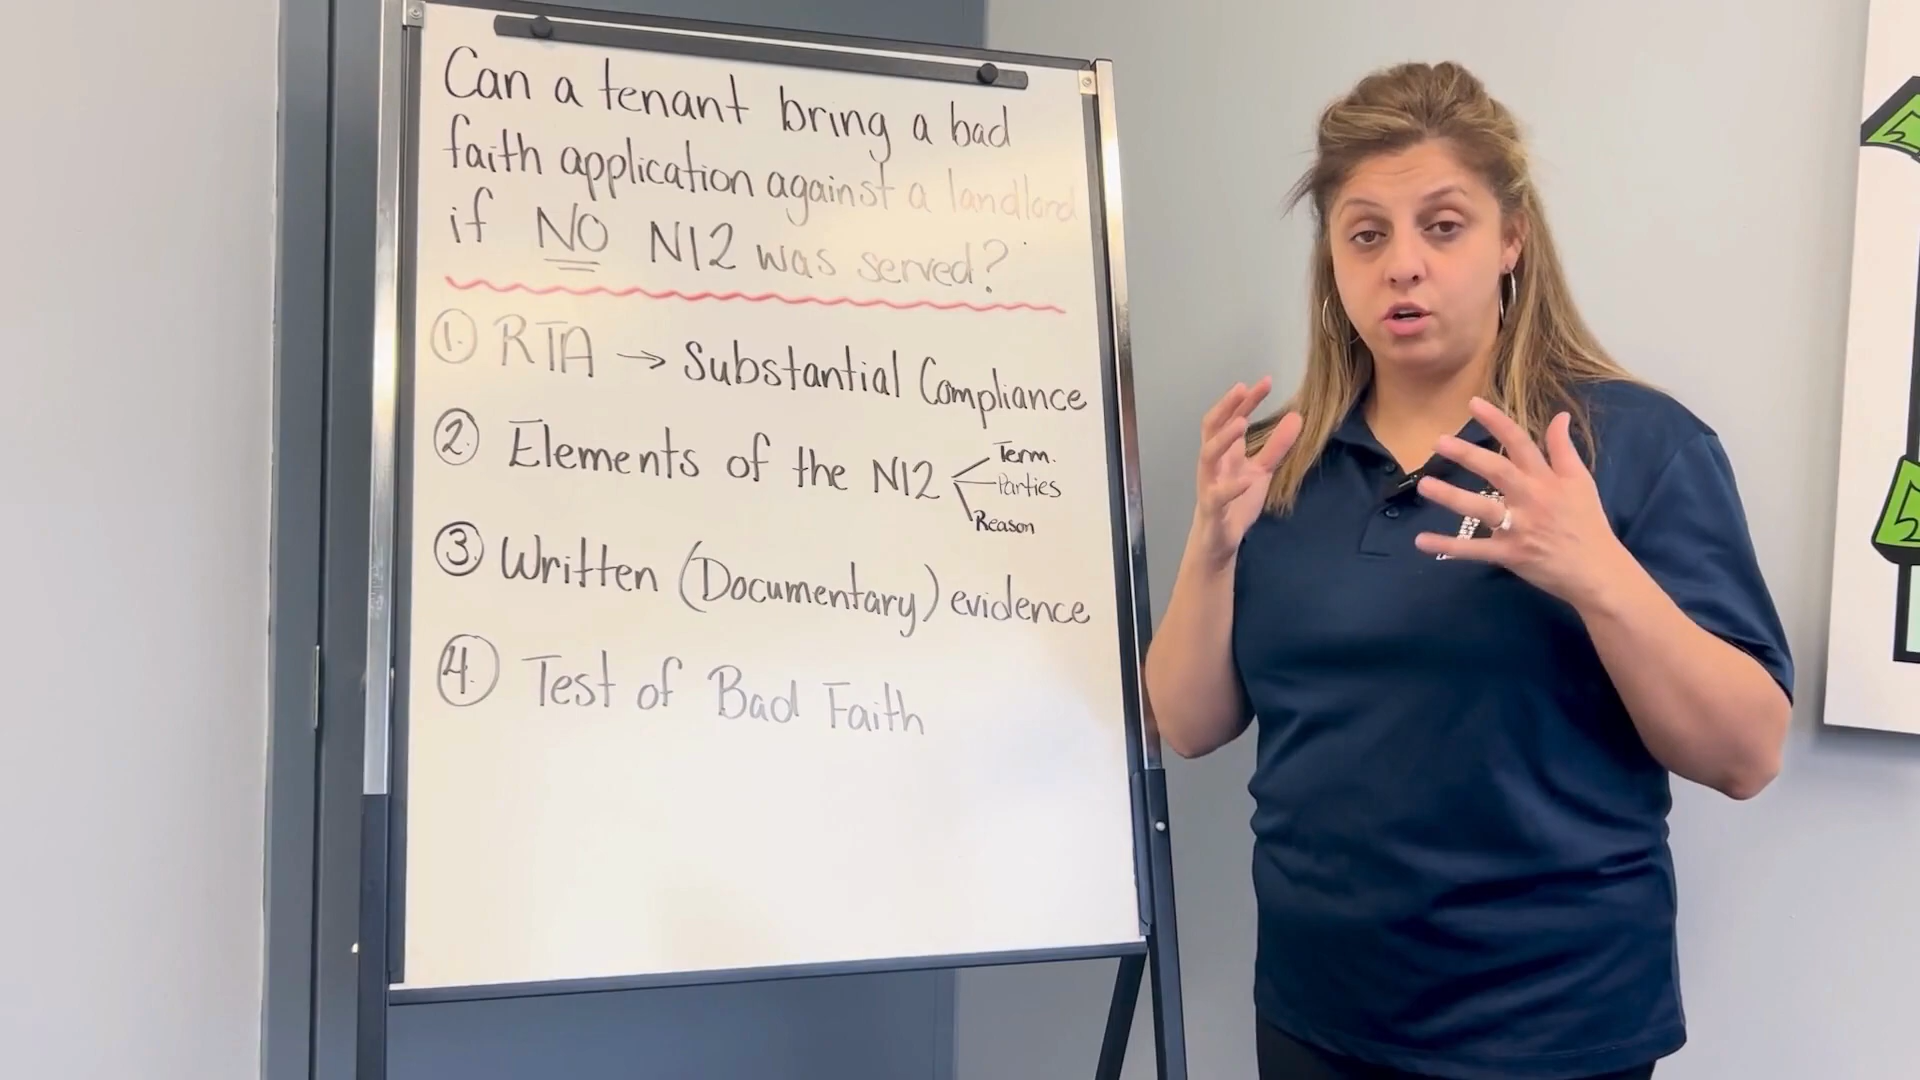 Can a tenant bring a bad
faith application against a landlord
if NO N12 was served?
1. RTA → Substantial Compliance
2. Elements of the N12
Term.
Parties
Reason
3. Written (Documentary) evidence
4. Test of Bad Faith